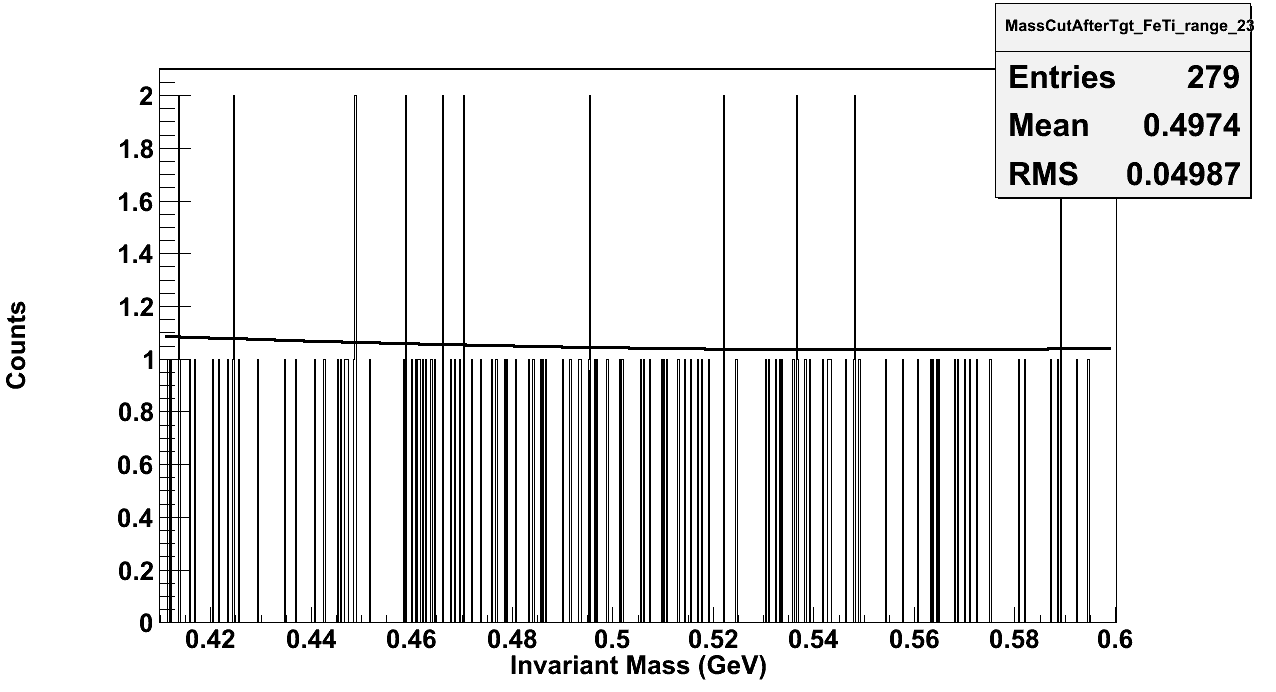 MassCutAfterTgt_FeTi_range_23
Entries 279
Mean 0.4974
RMS 0.04987
Counts
2
1.8
1.6
1.4
1.2
1
0.8
0.6
0.4
0.2
0
0.42 0.44 0.46 0.48 0.5 0.52 0.54 0.56 0.58 0.6
Invariant Mass (GeV)